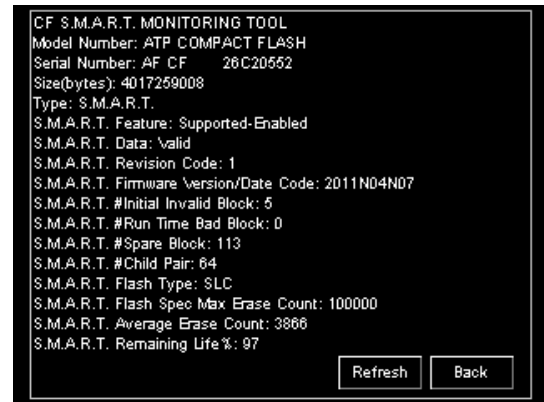 CF S.M.A.R.T. MONITORING TOOL
Model Number: ATP COMPACT FLASH
Serial Number: AF CF 26C20552
Size(bytes): 4017259008
Type: S.M.A.R.T.
S.M.A.R.T. Feature: Supported-Enabled
S.M.A.R.T. Data: Valid
S.M.A.R.T. Revision Code: 1
S.M.A.R.T. Firmware Version/Date Code: 2011N04N07
S.M.A.R.T. #Initial Invalid Block: 5
S.M.A.R.T. #Run Time Bad Block: 0
S.M.A.R.T. #Spare Block: 113
S.M.A.R.T. #Child Pair: 64
S.M.A.R.T. Flash Type: SLC
S.M.A.R.T. Flash Spec Max Erase Count: 100000
S.M.A.R.T. Average Erase Count: 3866
S.M.A.R.T. Remaining Life%: 97
Refresh Back